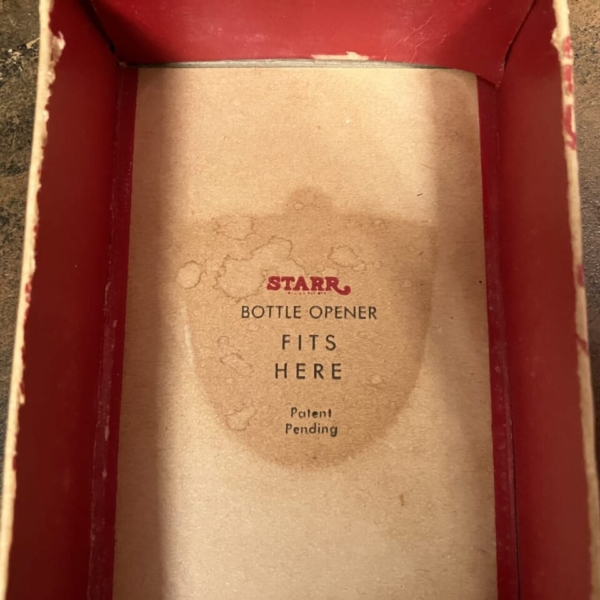 STARR
BOTTLE OPENER
FITS
HERE
Patent
Pending